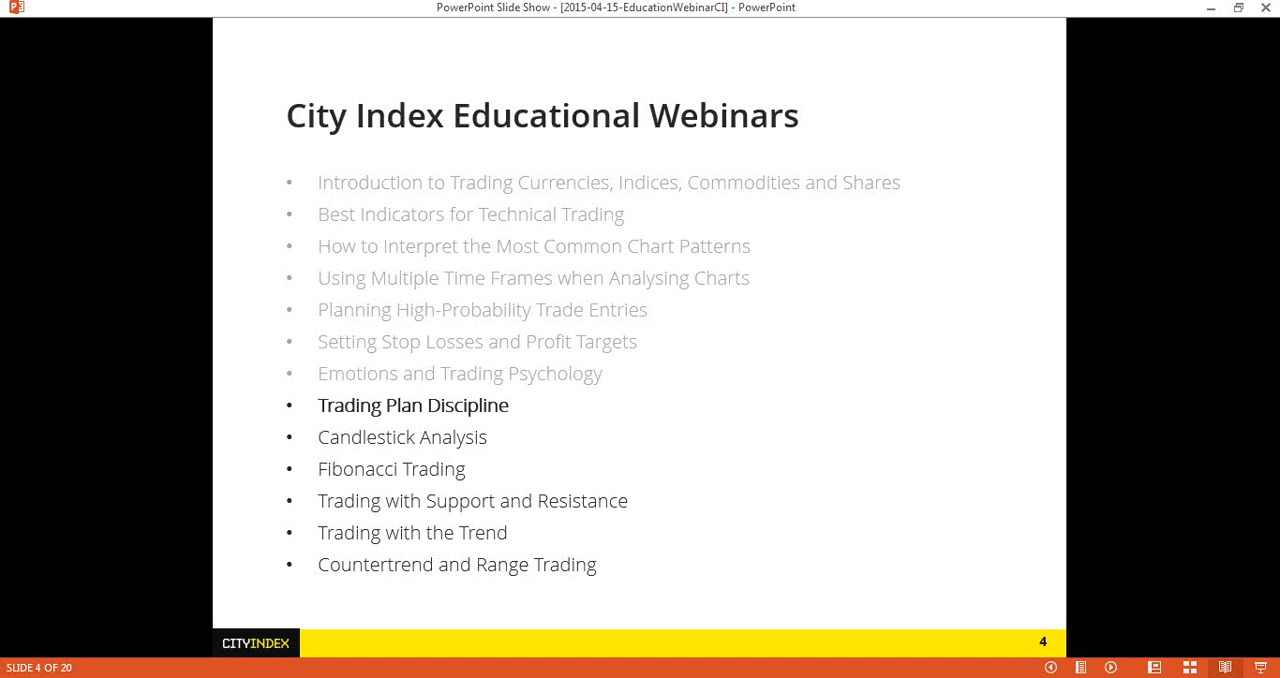 PowerPoint Slide Show - [2015-04-15-EducationWebinarCI] - PowerPoint
City Index Educational Webinars
• Introduction to Trading Currencies, Indices, Commodities and Shares
• Best Indicators for Technical Trading
• How to Interpret the Most Common Chart Patterns
• Using Multiple Time Frames when Analysing Charts
• Planning High-Probability Trade Entries
• Setting Stop Losses and Profit Targets
• Emotions and Trading Psychology
• Trading Plan Discipline
• Candlestick Analysis
• Fibonacci Trading
• Trading with Support and Resistance
• Trading with the Trend
• Countertrend and Range Trading
CITYINDEX 4
SLIDE 4 OF 20